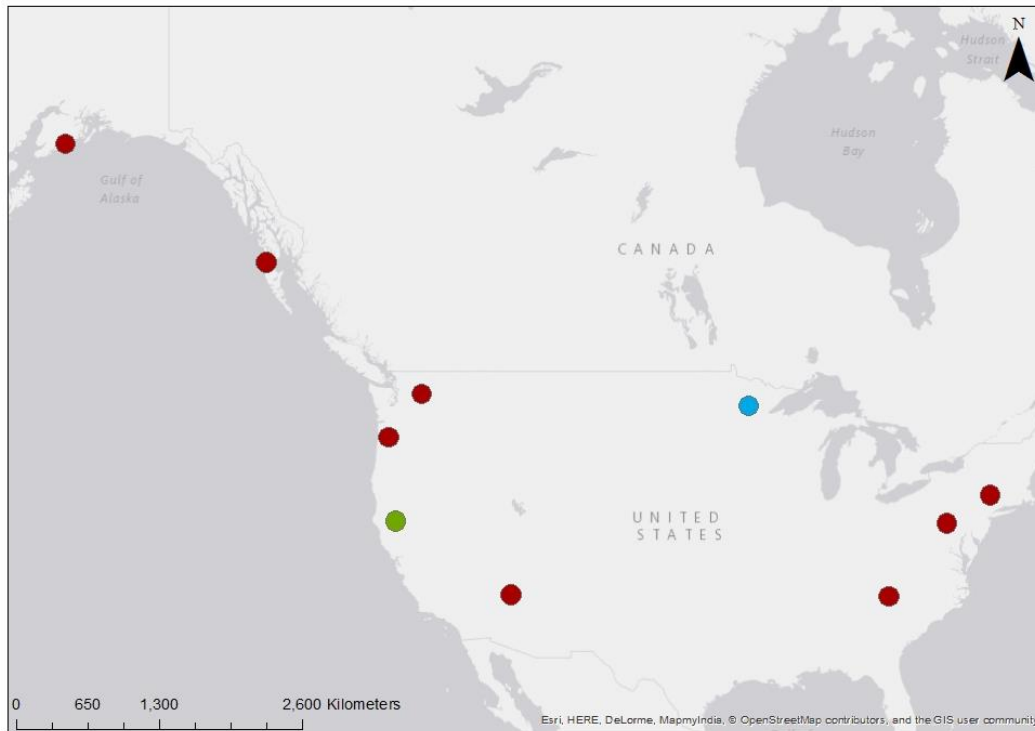 N
Hudson
Strait
Hudson
Bay
Gulf of
Alaska
CANADA
UNITED
STATES
0 650 1,300 2,600 Kilometers
Esri, HERE, DeLorme, MapmyIndia, © OpenStreetMap contributors, and the GIS user community